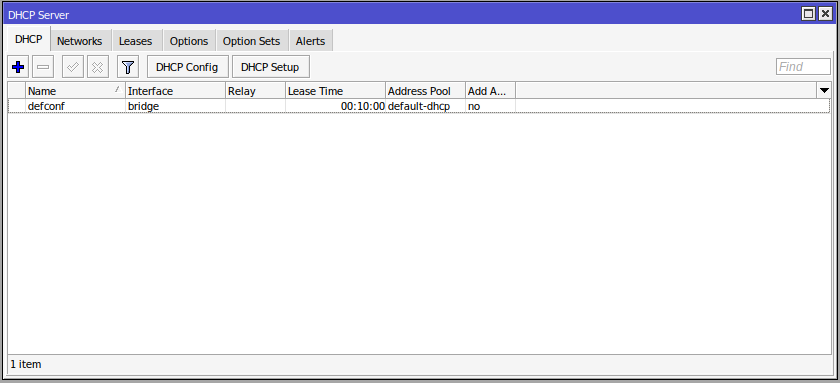 DHCP Server
DHCP Networks Leases Options Option Sets Alerts
DHCP Config DHCP Setup Find
Name Interface Relay Lease Time Address Pool Add A...
defconf bridge 00:10:00 default-dhcp no
1 item